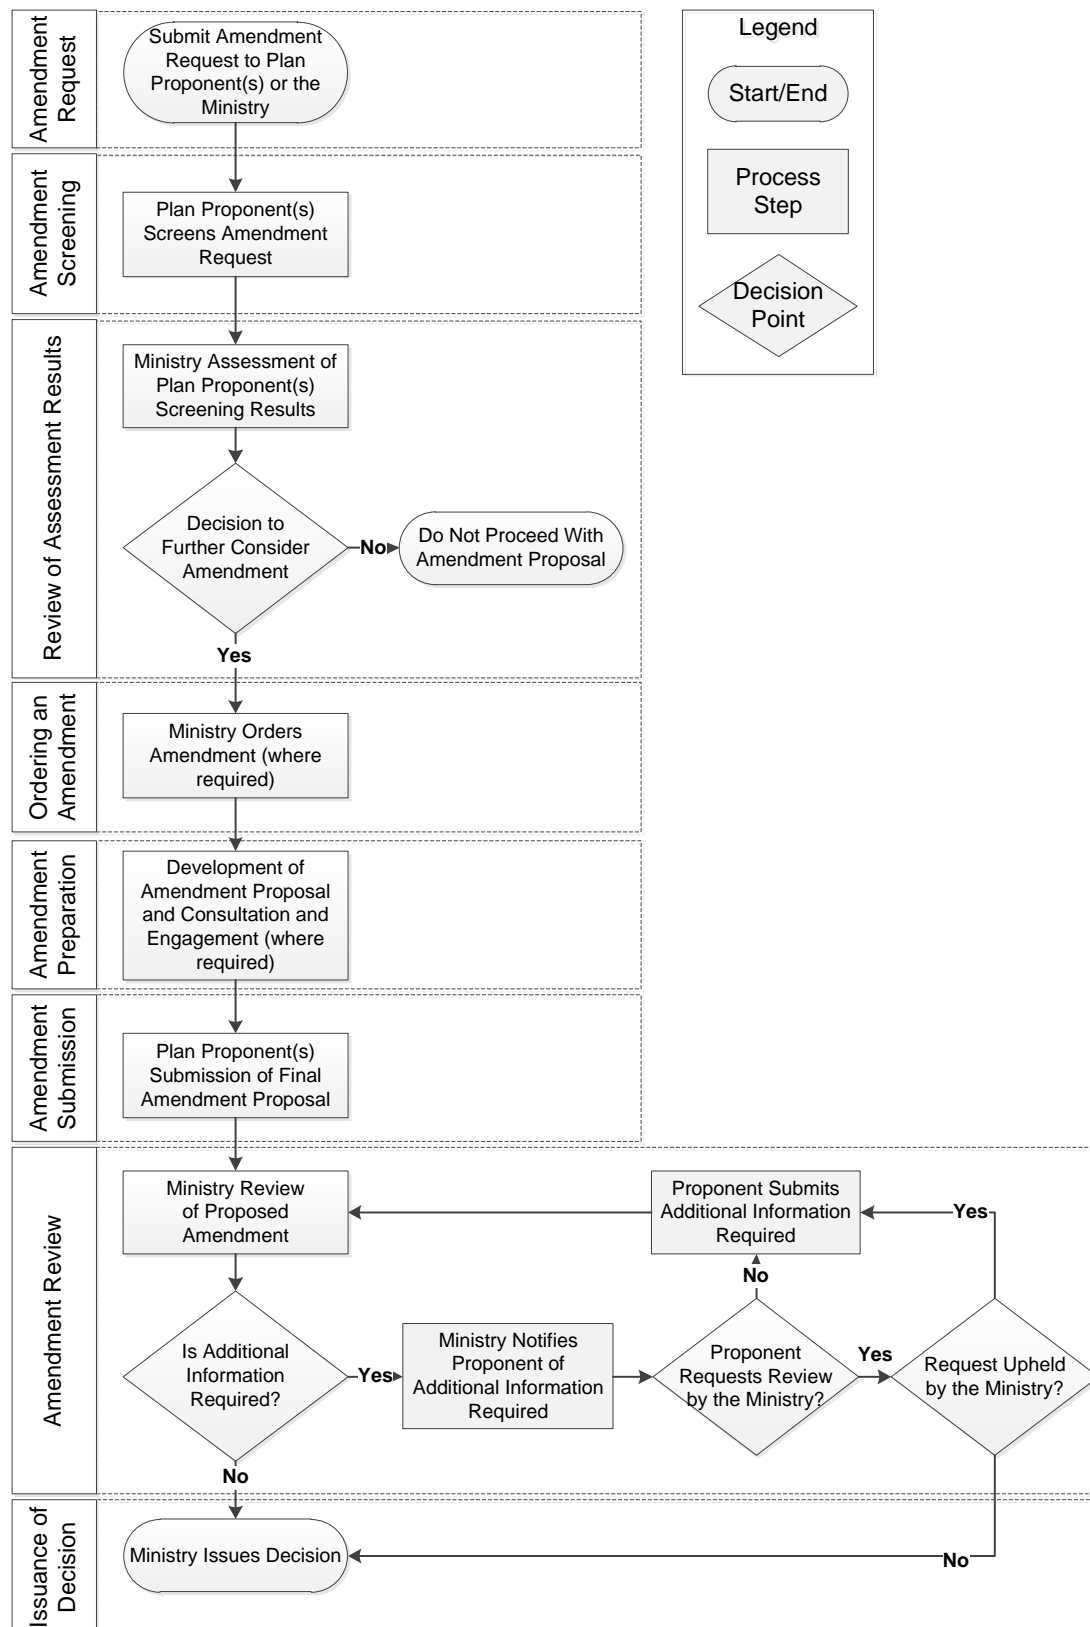 Amendment
Request
Submit Amendment
Request to Plan
Proponent(s) or the
Ministry
Legend
Start/End
Process
Step
Decision
Point
Amendment
Screening
Plan Proponent(s)
Screens Amendment
Request
Review of Assessment Results
Ministry Assessment of
Plan Proponent(s)
Screening Results
Decision to
Further Consider
Amendment
No
Do Not Proceed With
Amendment Proposal
Yes
Ordering an
Amendment
Ministry Orders
Amendment (where
required)
Amendment
Preparation
Development of
Amendment Proposal
and Consultation and
Engagement (where
required)
Amendment
Submission
Plan Proponent(s)
Submission of Final
Amendment Proposal
Amendment Review
Ministry Review
of Proposed
Amendment
Proponent Submits
Additional Information
Required
Yes
No
Is Additional
Information
Required?
Yes
Ministry Notifies
Proponent of
Additional Information
Required
Proponent
Requests Review
by the Ministry?
Yes
Request Upheld
by the Ministry?
No
Issuance of
Decision
Ministry Issues Decision
No